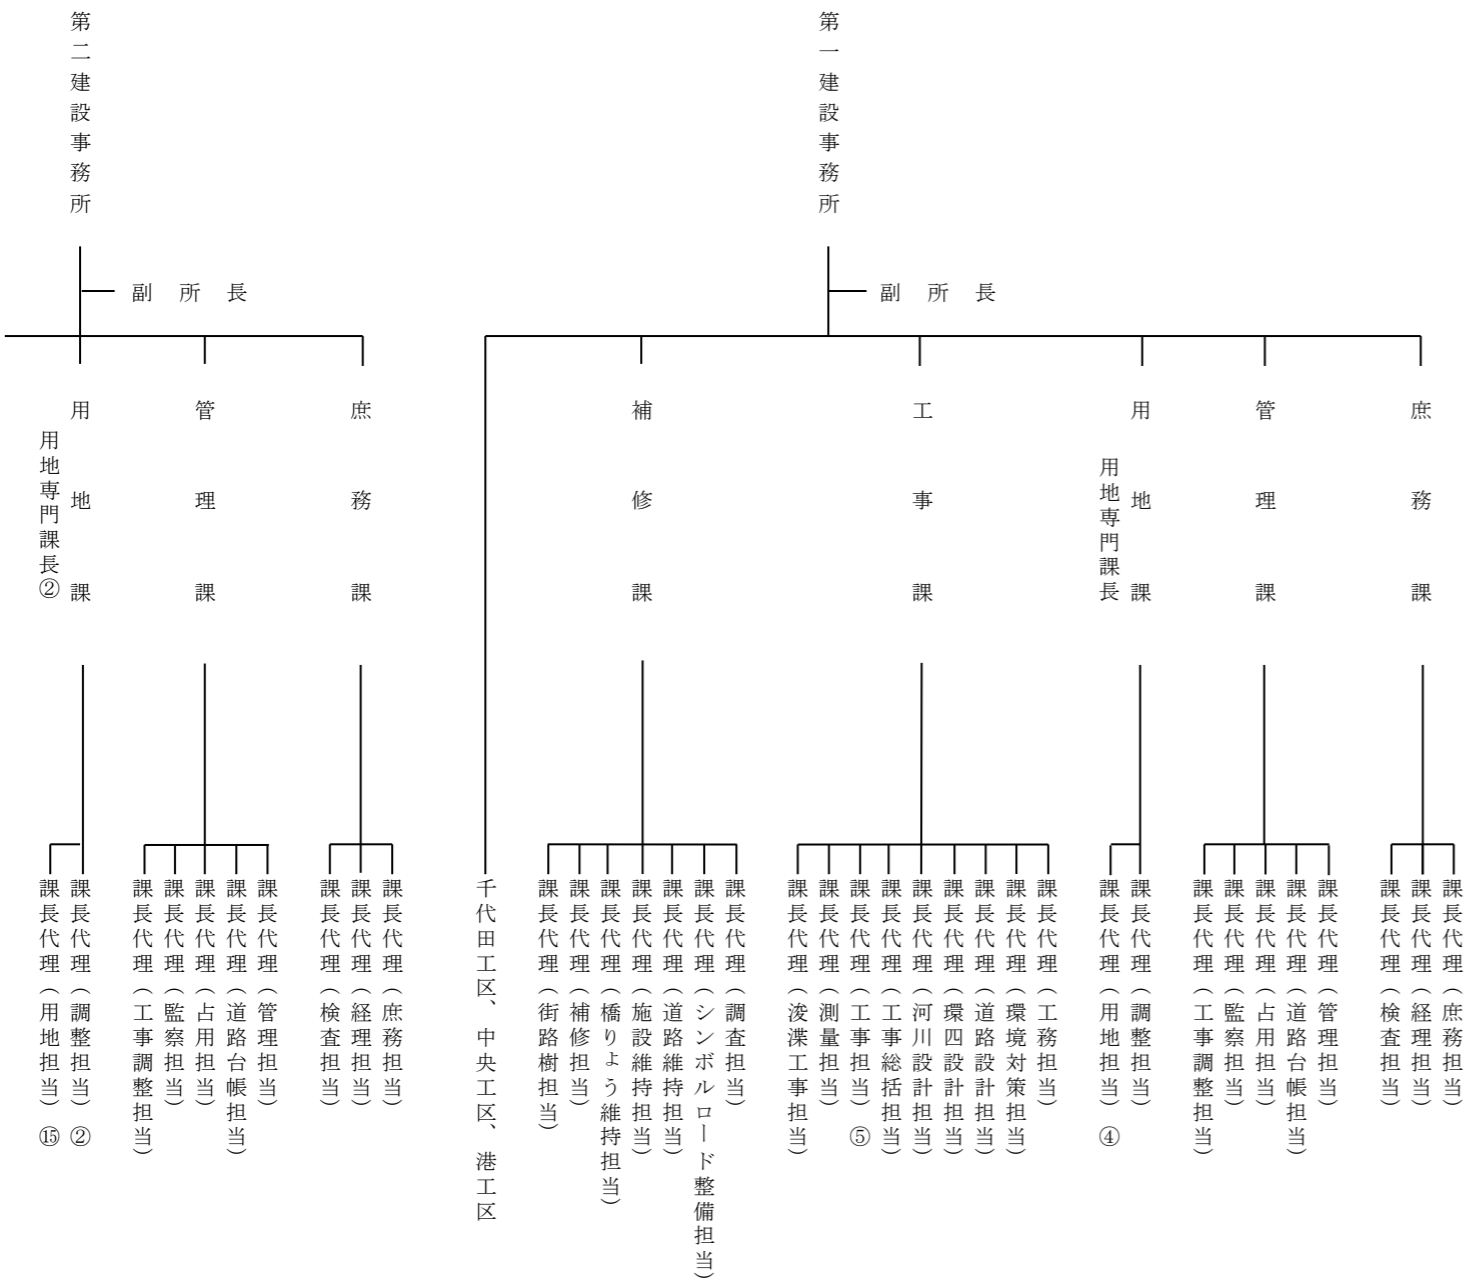 第一建設事務所
副所長
庶務課
課長代理（庶務担当）
課長代理（経理担当）
課長代理（検査担当）
管理課
課長代理（管理担当）
課長代理（道路台帳担当）
課長代理（占用担当）
課長代理（監察担当）
課長代理（工事調整担当）
用地課
用地専門課長
課長代理（調整担当）
課長代理（用地担当）④
工事課
課長代理（工務担当）
課長代理（環境対策担当）
課長代理（道路設計担当）
課長代理（環四設計担当）
課長代理（河川設計担当）
課長代理（工事総括担当）
課長代理（工事担当）⑤
課長代理（測量担当）
課長代理（浚渫工事担当）
補修課
課長代理（調査担当）
課長代理（シンボルロード整備担当）
課長代理（道路維持担当）
課長代理（施設維持担当）
課長代理（橋りょう維持担当）
課長代理（補修担当）
課長代理（街路樹担当）
千代田工区、中央工区、港工区
第二建設事務所
副所長
庶務課
課長代理（庶務担当）
課長代理（経理担当）
課長代理（検査担当）
管理課
課長代理（管理担当）
課長代理（道路台帳担当）
課長代理（占用担当）
課長代理（監察担当）
課長代理（工事調整担当）
用地課
用地専門課長②
課長代理（調整担当）②
課長代理（用地担当）⑮